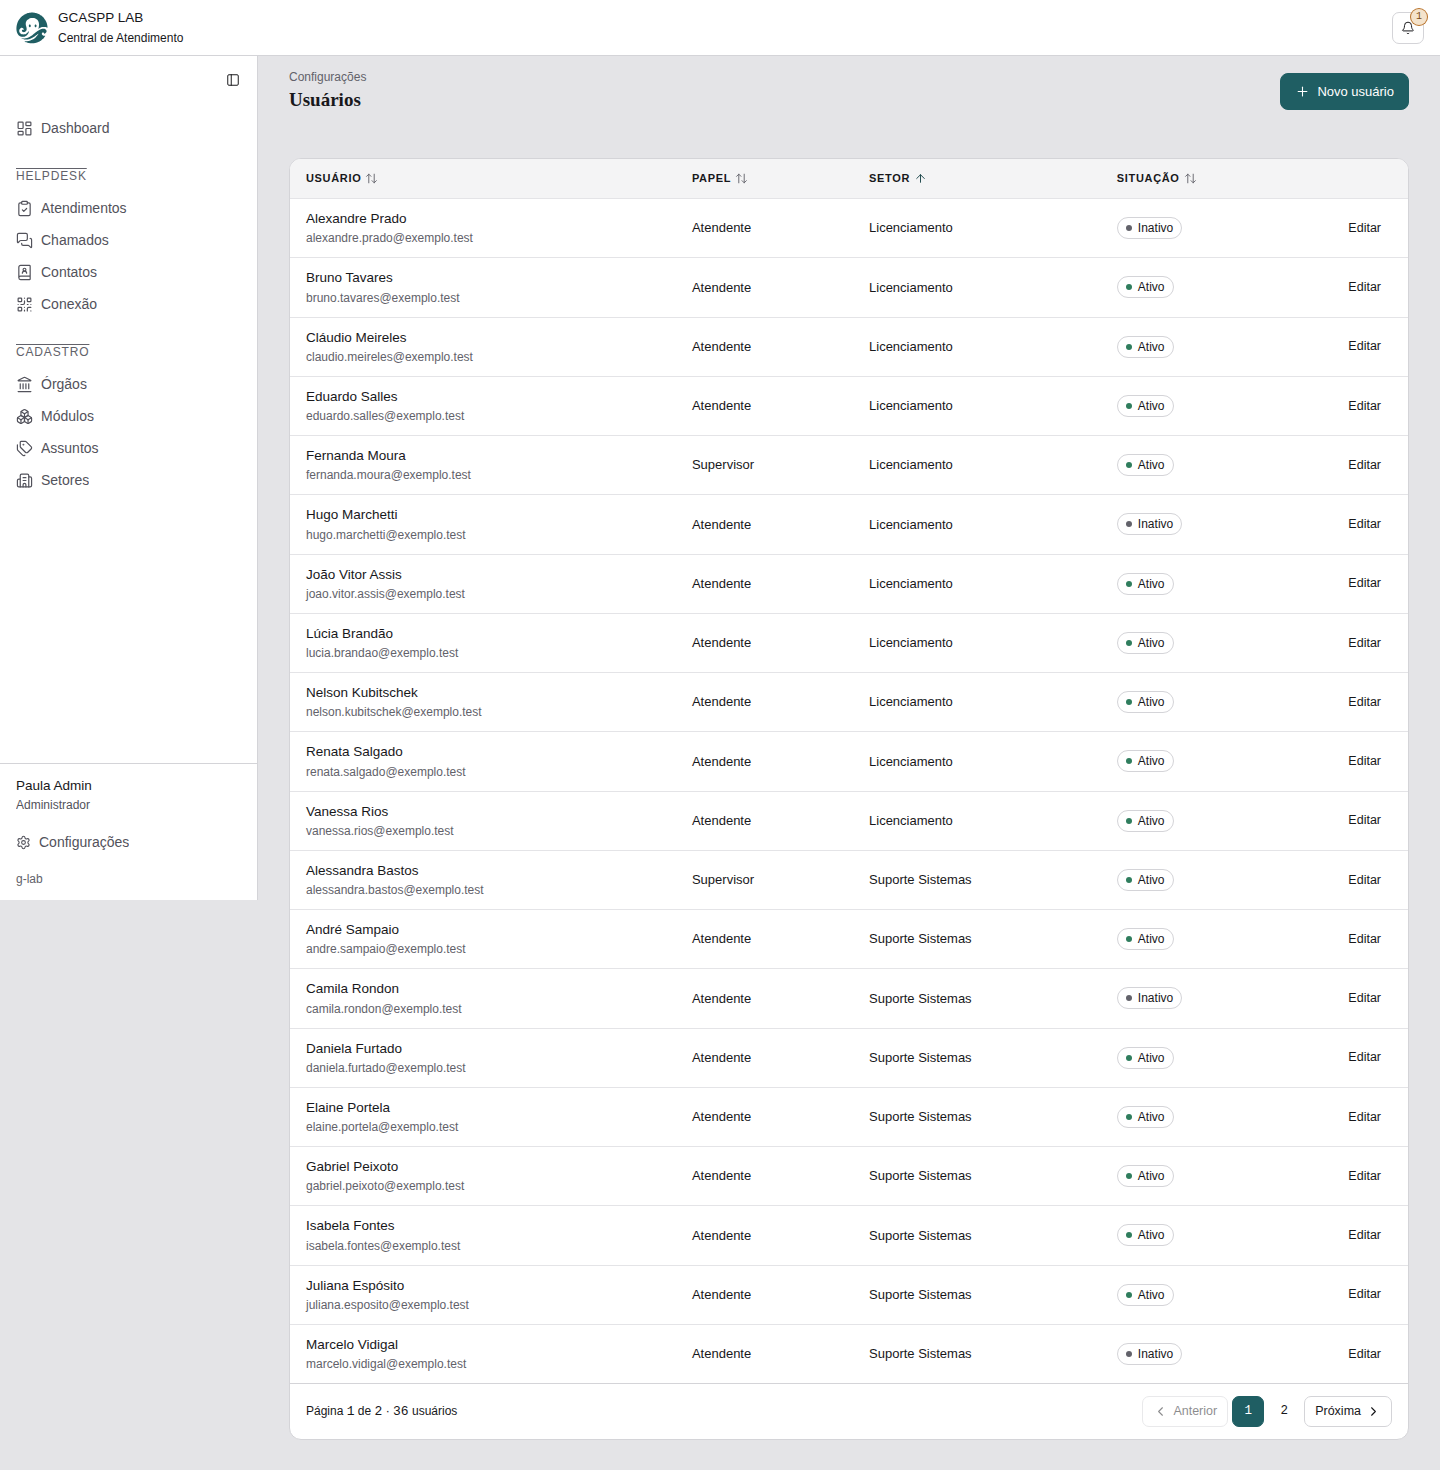 GCASPP LAB
Central de Atendimento
1
Dashboard
HELPDESK
Atendimentos
Chamados
Contatos
Conexão
CADASTRO
Órgãos
Módulos
Assuntos
Setores
Paula Admin
Administrador
Configurações
g-lab
Configurações
Usuários
Novo usuário
USUÁRIO PAPEL SETOR SITUAÇÃO
Alexandre Prado
alexandre.prado@exemplo.test
Atendente Licenciamento Inativo Editar
Bruno Tavares
bruno.tavares@exemplo.test
Atendente Licenciamento Ativo Editar
Cláudio Meireles
claudio.meireles@exemplo.test
Atendente Licenciamento Ativo Editar
Eduardo Salles
eduardo.salles@exemplo.test
Atendente Licenciamento Ativo Editar
Fernanda Moura
fernanda.moura@exemplo.test
Supervisor Licenciamento Ativo Editar
Hugo Marchetti
hugo.marchetti@exemplo.test
Atendente Licenciamento Inativo Editar
João Vitor Assis
joao.vitor.assis@exemplo.test
Atendente Licenciamento Ativo Editar
Lúcia Brandão
lucia.brandao@exemplo.test
Atendente Licenciamento Ativo Editar
Nelson Kubitschek
nelson.kubitschek@exemplo.test
Atendente Licenciamento Ativo Editar
Renata Salgado
renata.salgado@exemplo.test
Atendente Licenciamento Ativo Editar
Vanessa Rios
vanessa.rios@exemplo.test
Atendente Licenciamento Ativo Editar
Alessandra Bastos
alessandra.bastos@exemplo.test
Supervisor Suporte Sistemas Ativo Editar
André Sampaio
andre.sampaio@exemplo.test
Atendente Suporte Sistemas Ativo Editar
Camila Rondon
camila.rondon@exemplo.test
Atendente Suporte Sistemas Inativo Editar
Daniela Furtado
daniela.furtado@exemplo.test
Atendente Suporte Sistemas Ativo Editar
Elaine Portela
elaine.portela@exemplo.test
Atendente Suporte Sistemas Ativo Editar
Gabriel Peixoto
gabriel.peixoto@exemplo.test
Atendente Suporte Sistemas Ativo Editar
Isabela Fontes
isabela.fontes@exemplo.test
Atendente Suporte Sistemas Ativo Editar
Juliana Espósito
juliana.esposito@exemplo.test
Atendente Suporte Sistemas Ativo Editar
Marcelo Vidigal
marcelo.vidigal@exemplo.test
Atendente Suporte Sistemas Inativo Editar
Página 1 de 2 · 36 usuários
Anterior 1 2 Próxima